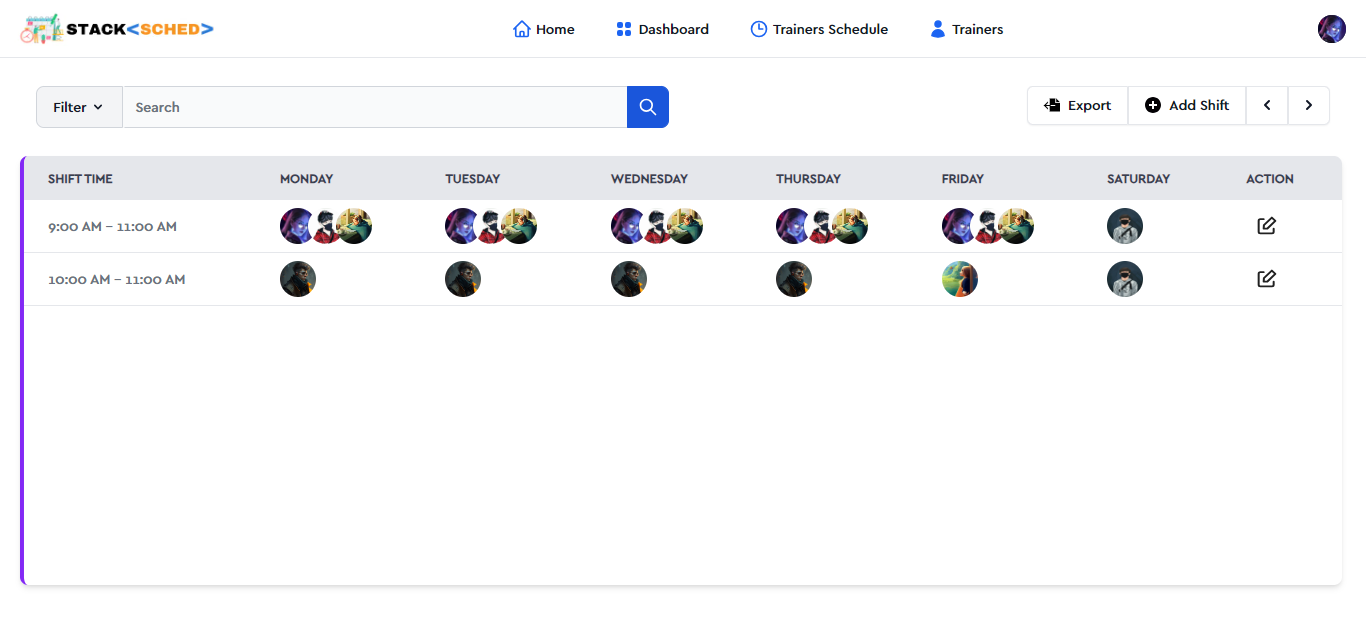 STACK<SCHED>
Home Dashboard Trainers Schedule Trainers
Filter Search Export Add Shift
SHIFT TIME MONDAY TUESDAY WEDNESDAY THURSDAY FRIDAY SATURDAY ACTION
9:00 AM – 11:00 AM
10:00 AM – 11:00 AM